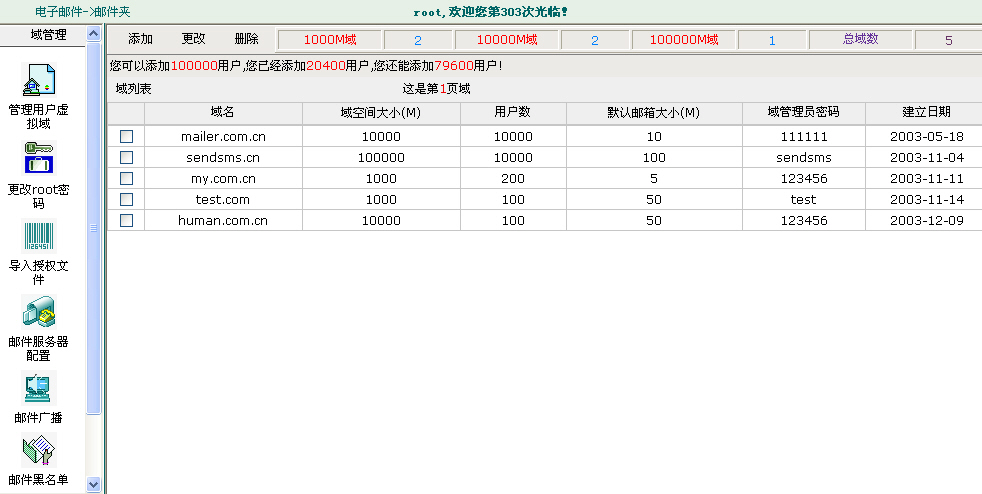 电子邮件->邮件夹
root,欢迎您第303次光临!
域管理
管理用户虚
拟域
更改root密
码
126451
导入授权文
件
邮件服务器
配置
邮件广播
邮件黑名单
添加 更改 删除 1000M域 2 10000M域 2 100000M域 1 总域数 5
您可以添加100000用户,您已经添加20400用户,您还能添加79600用户!
域列表 这是第1页域
域名 域空间大小(M) 用户数 默认邮箱大小(M) 域管理员密码 建立日期
mailer.com.cn 10000 10000 10 111111 2003-05-18
sendsms.cn 100000 10000 100 sendsms 2003-11-04
my.com.cn 1000 200 5 123456 2003-11-11
test.com 1000 100 50 test 2003-11-14
human.com.cn 10000 100 50 123456 2003-12-09